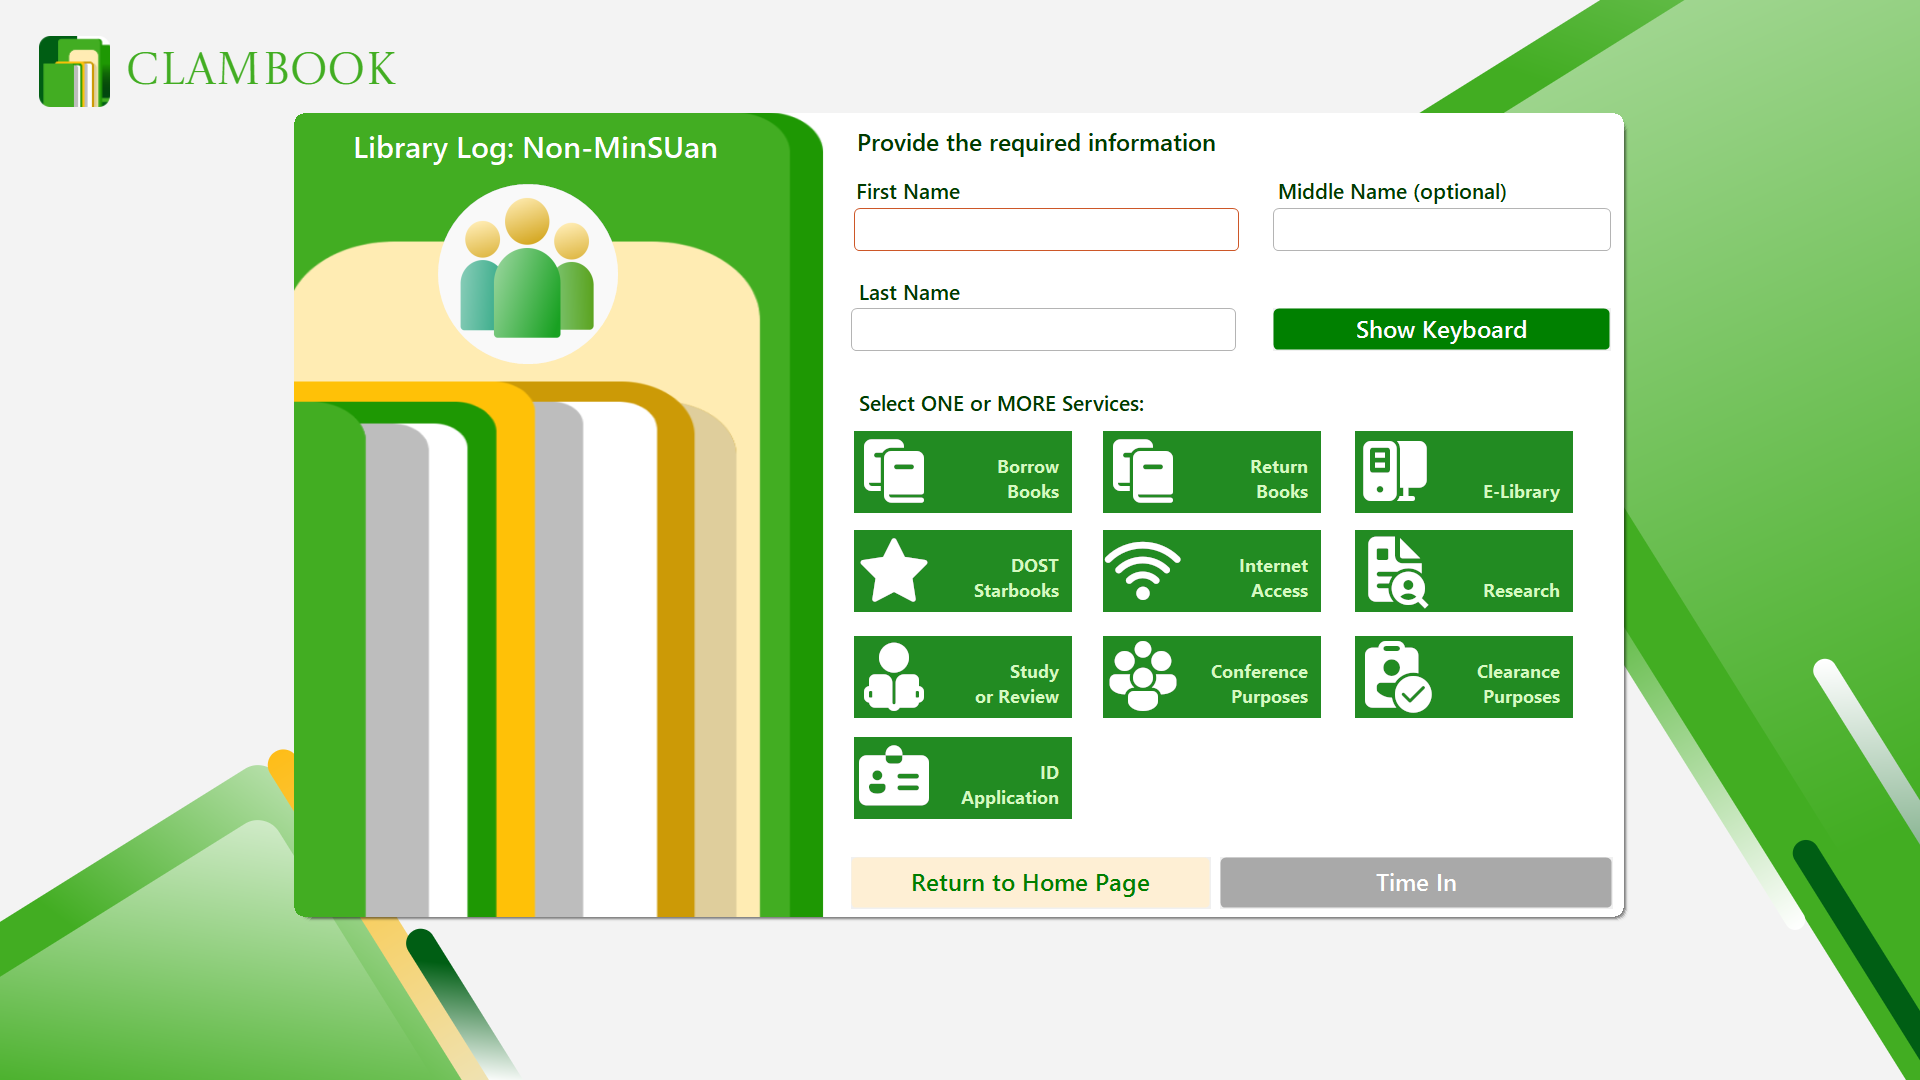 CLAMBOOK
Library Log: Non-MinSUan
Provide the required information
First Name
Middle Name (optional)
Last Name
Show Keyboard
Select ONE or MORE Services:
Borrow
Books
Return
Books
E-Library
DOST
Starbooks
Internet
Access
Research
Study
or Review
Conference
Purposes
Clearance
Purposes
ID
Application
Return to Home Page
Time In